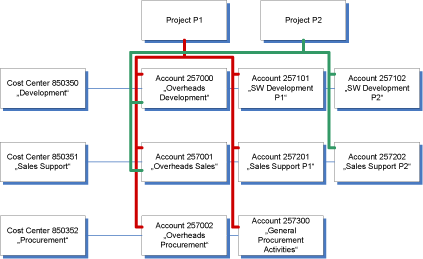 Project P1
Project P2
Cost Center 850350
„Development“
Account 257000
„Overheads
Development“
Account 257101
„SW Development
P1“
Account 257102
„SW Development
P2“
Cost Center 850351
„Sales Support“
Account 257001
„Overheads Sales“
Account 257201
„Sales Support P1“
Account 257202
„Sales Support P2“
Cost Center 850352
„Procurement“
Account 257002
„Overheads
Procurement“
Account 257300
„General
Procurement
Activities“